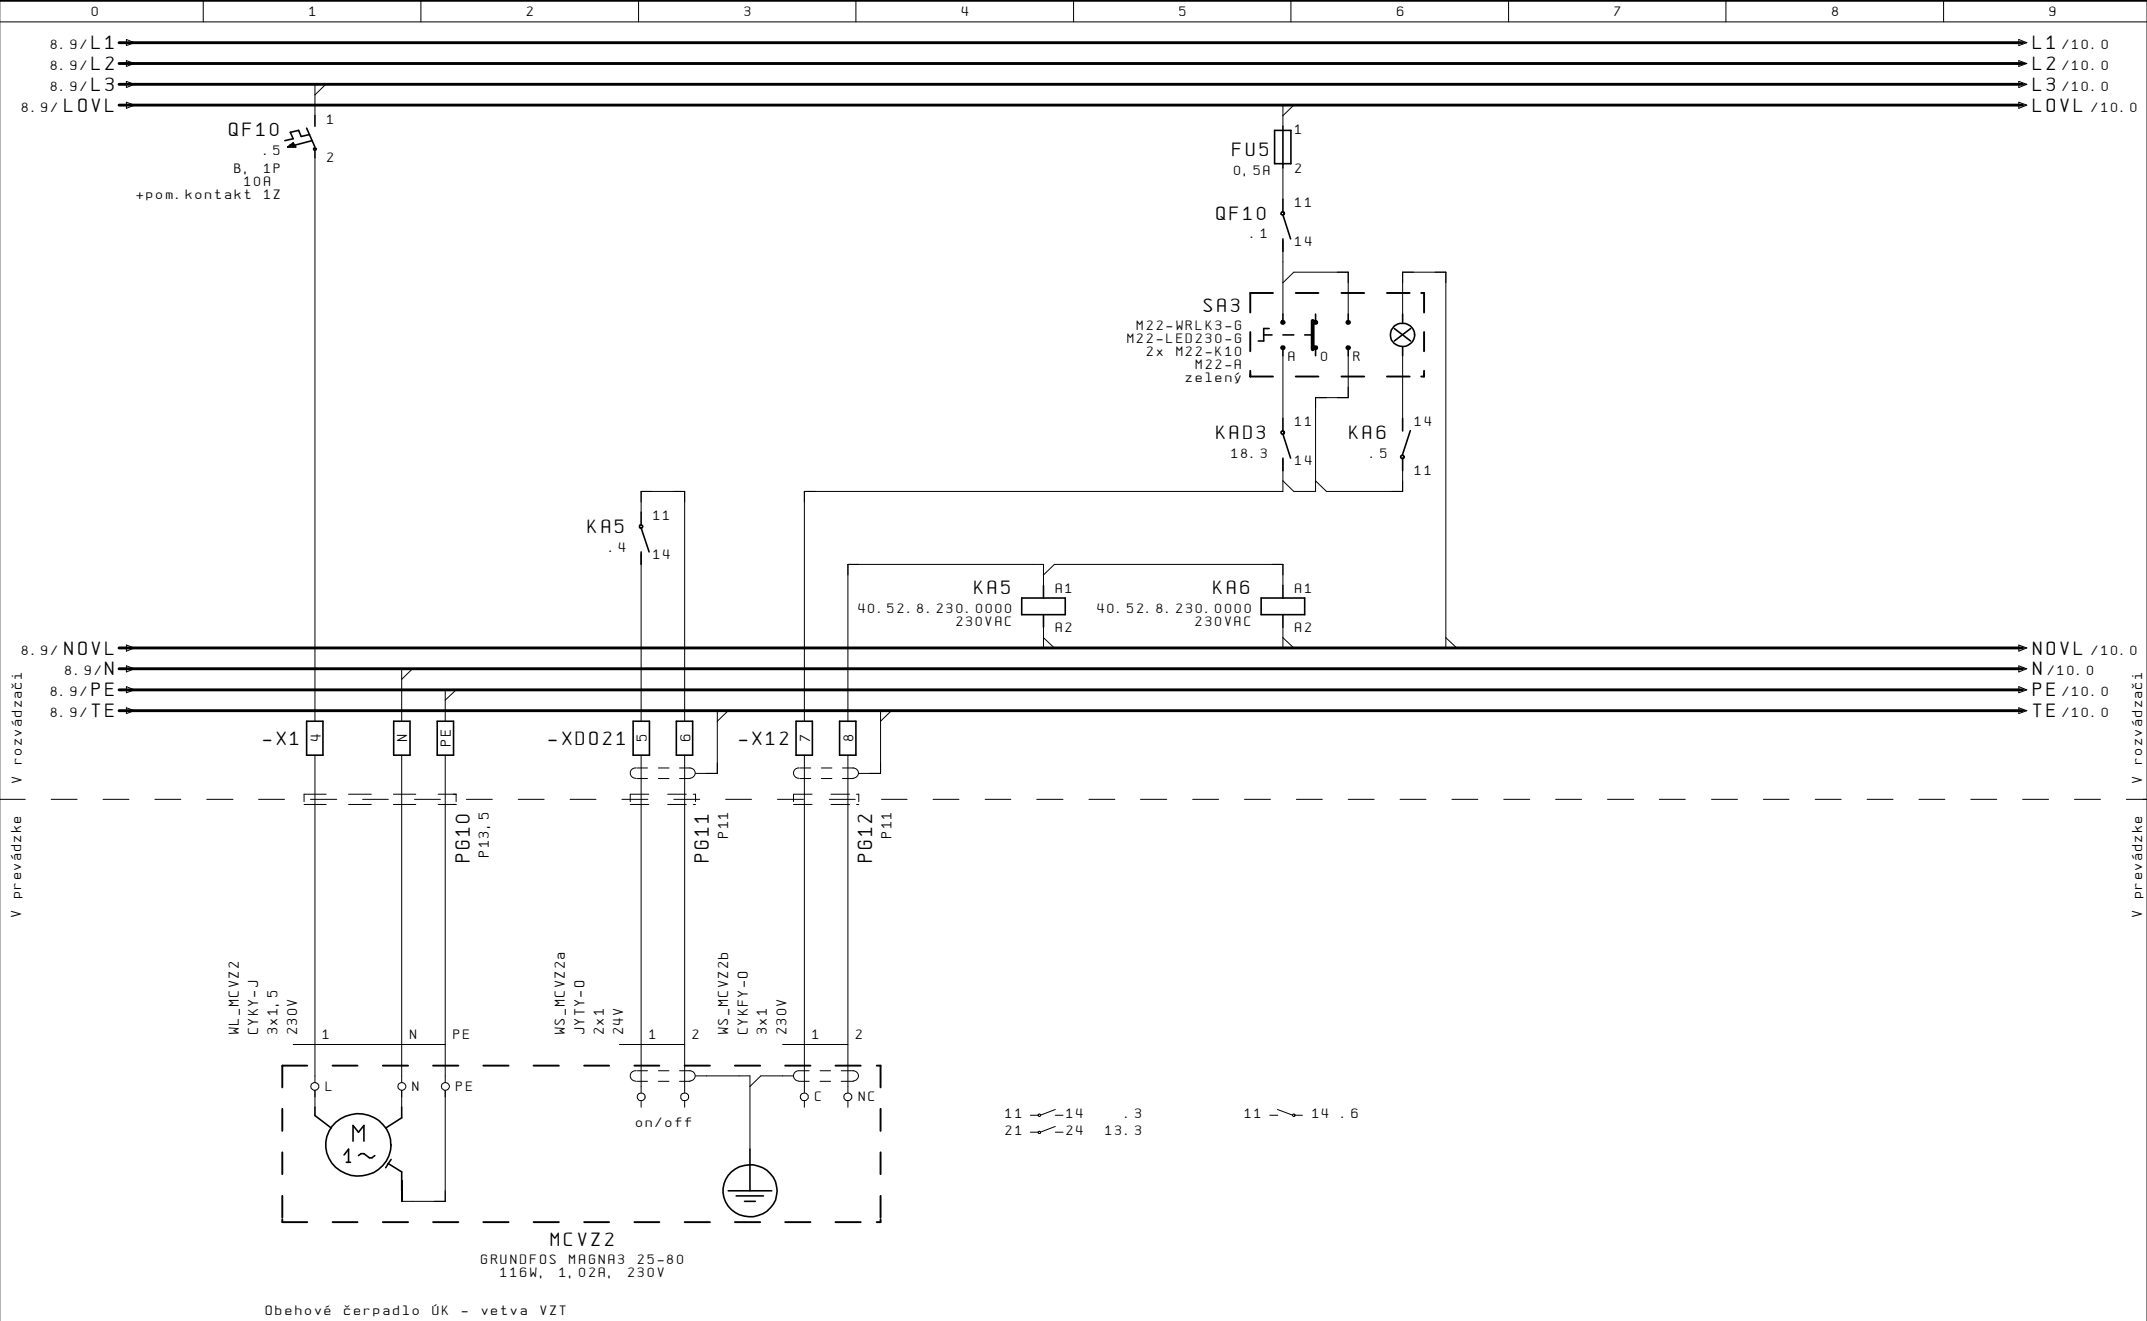 0 1 2 3 4 5 6 7 8 9
8.9/L1 L1/10.0
8.9/L2 L2/10.0
8.9/L3 L3/10.0
8.9/LOVL LOVL/10.0
QF10
.5
B, 1P
10A
+pom.kontakt 1Z
1
2
FU5
0,5A
1
2
QF10
.1
11
14
SA3
M22-WRLK3-G
M22-LED230-G
2x M22-K10
M22-A
zelený
A 0 R
KAD3
18.3
11
14
KA6
.5
14
11
KA5
.4
11
14
KA5
40.52.8.230.0000
230VAC
A1
A2
KA6
40.52.8.230.0000
230VAC
A1
A2
8.9/NOVL NOVL/10.0
8.9/N N/10.0
8.9/PE PE/10.0
8.9/TE TE/10.0
V rozvádzači
V rozvádzači
-X1 4 N PE
-XDO21 5 6
-X12 7 8
V prevádzke
V prevádzke
PG10
P13,5
PG11
P11
PG12
P11
WL_MCVZ2
CYKY-J
3x1,5
230V
1 N PE
WS_MCVZ2a
JYTY-O
2x1
24V
1 2
WS_MCVZ2b
CYKFY-O
3x1
230V
1 2
L N PE
on/off
C NC
M
1~
11 14 .3
21 24 13.3
11 14 .6
MCVZ2
GRUNDFOS MAGNA3 25-80
116W, 1,02A, 230V
Obehové čerpadlo ÚK - vetva VZT